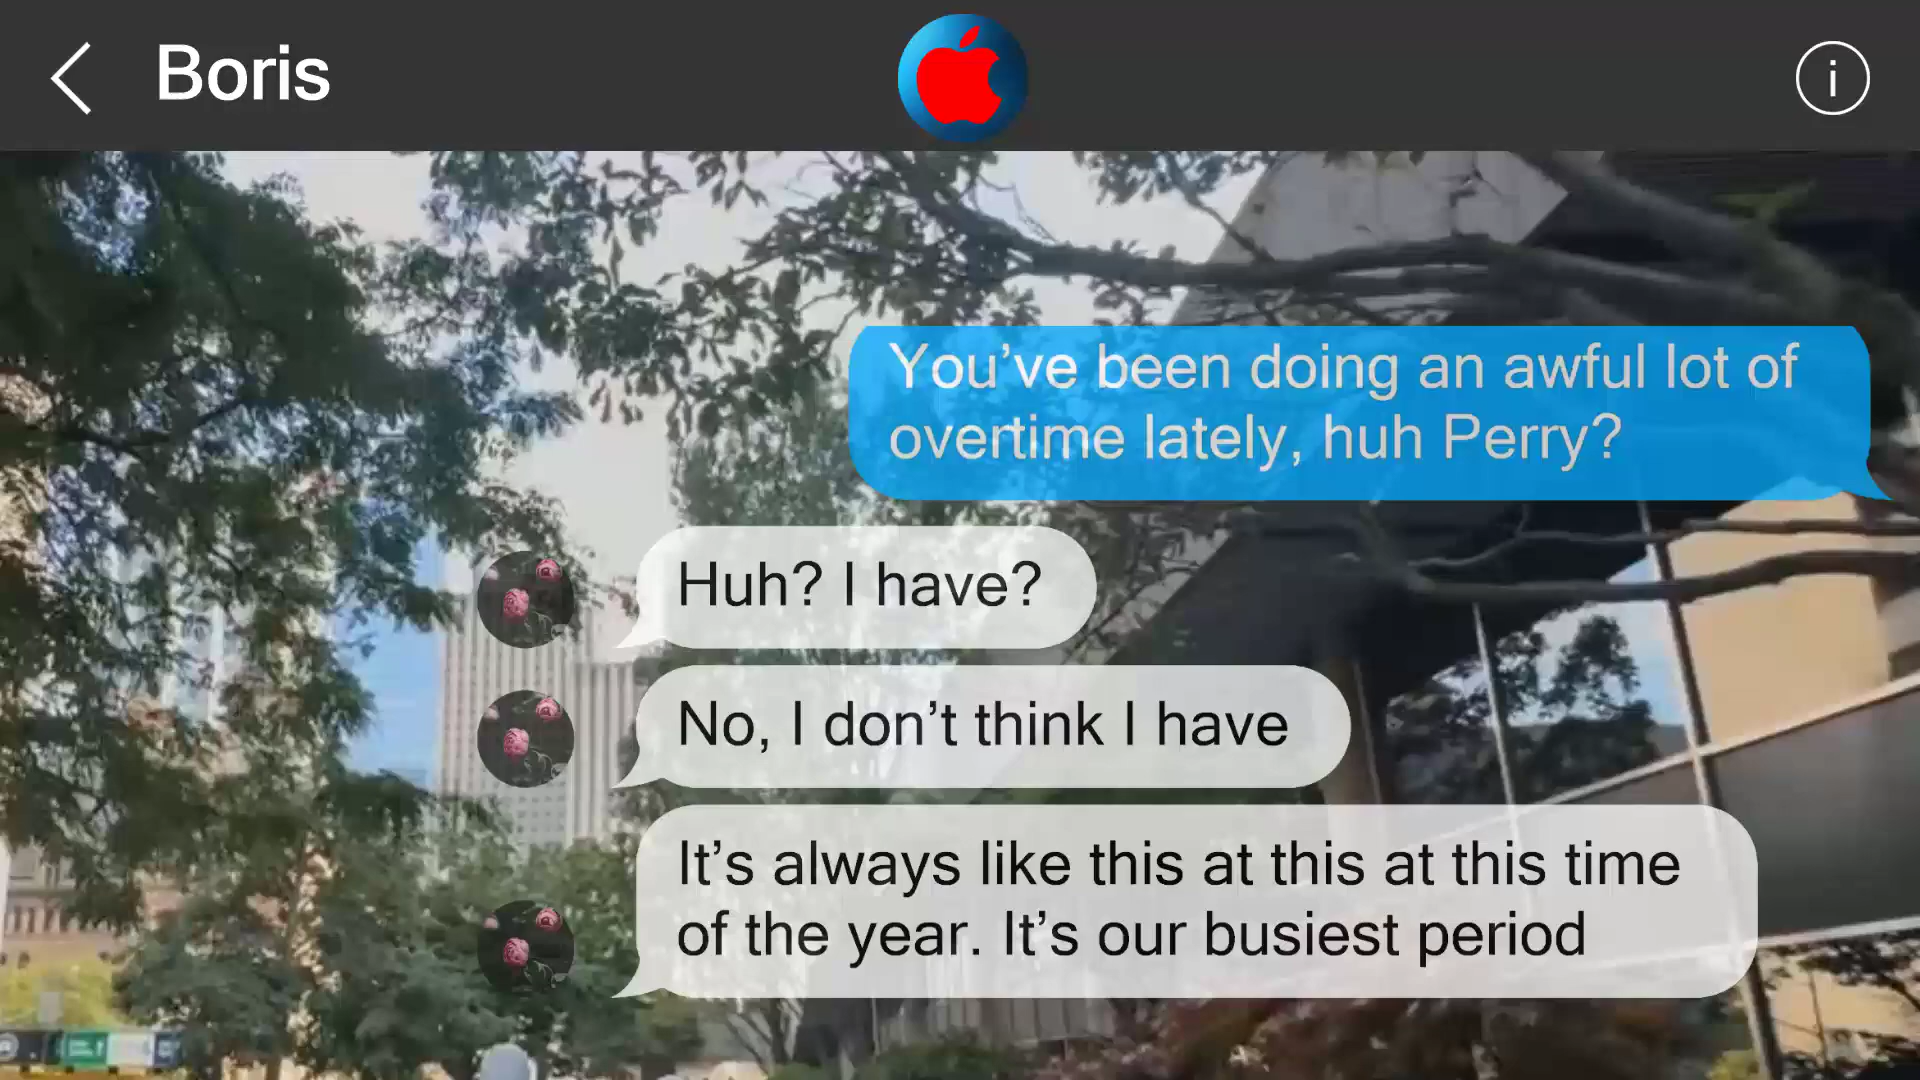 Boris
i
You’ve been doing an awful lot of
overtime lately, huh Perry?
Huh? I have?
No, I don’t think I have
It’s always like this at this at this time
of the year. It’s our busiest period